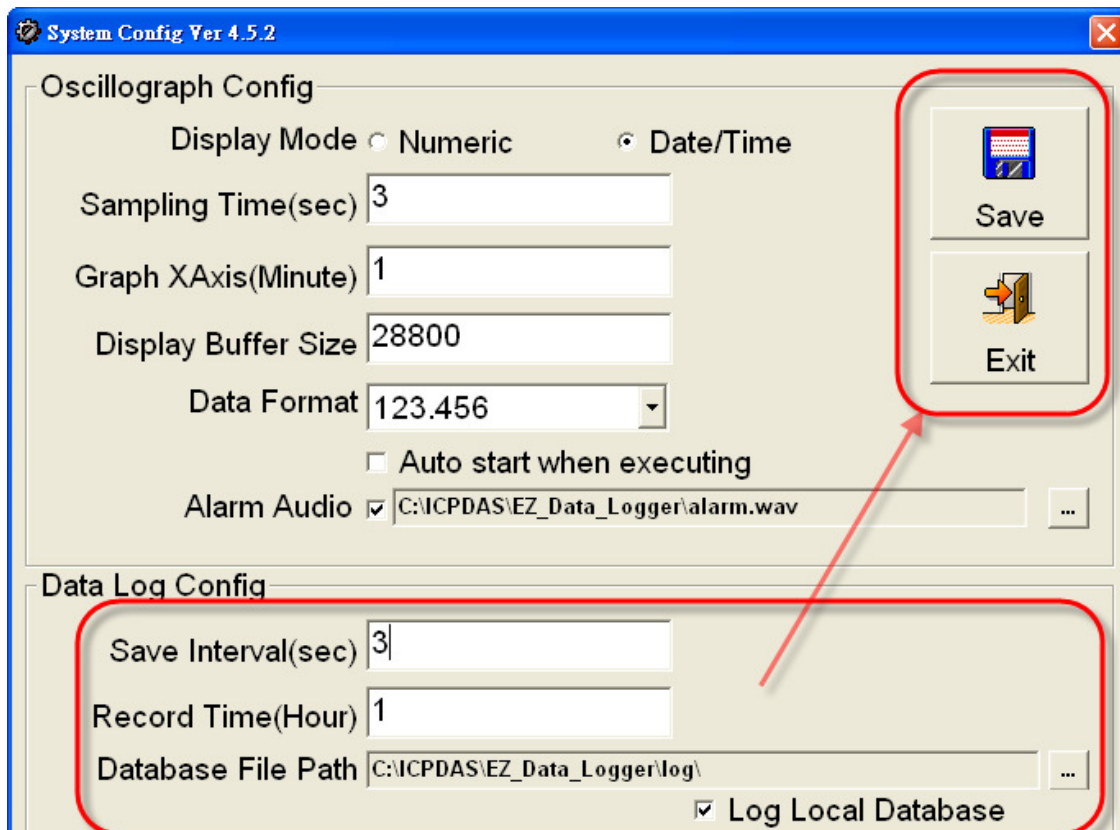 System Config Ver 4.5.2
Oscillograph Config
Display Mode Numeric Date/Time
Sampling Time(sec) 3
Graph XAxis(Minute) 1
Display Buffer Size 28800
Data Format 123.456
Auto start when executing
Alarm Audio C:\ICPDAS\EZ_Data_Logger\alarm.wav ...
Save
Exit
Data Log Config
Save Interval(sec) 3
Record Time(Hour) 1
Database File Path C:\ICPDAS\EZ_Data_Logger\log\ ...
Log Local Database